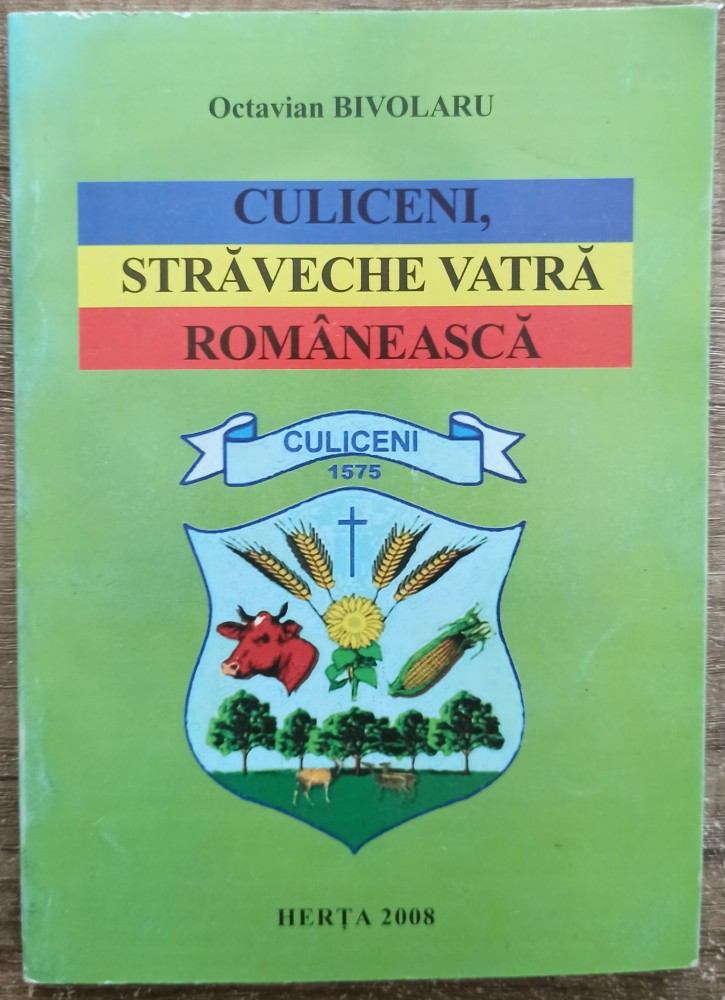 Octavian BIVOLARU
CULICENI,
STRĂVECHE VATRĂ
ROMÂNEASCĂ
CULICENI
1575
HERȚA 2008